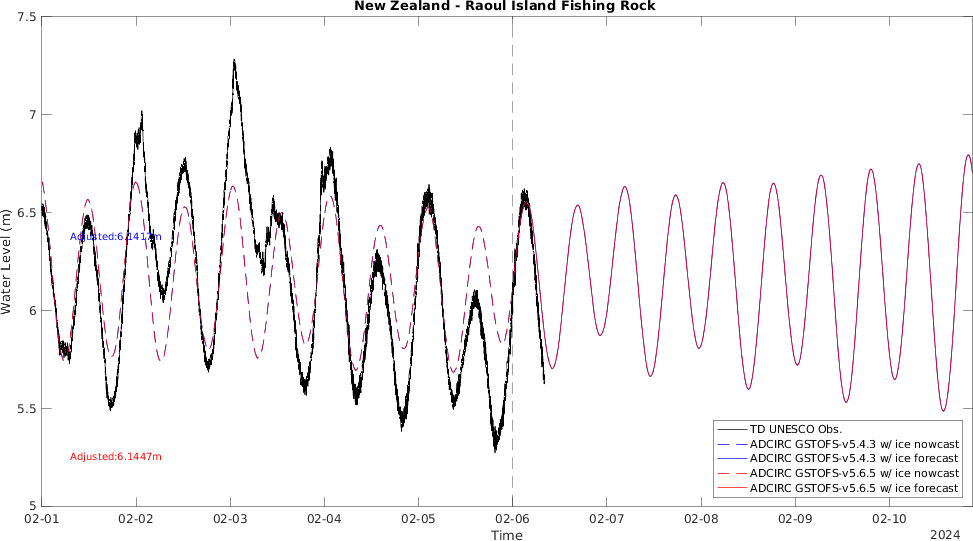 New Zealand - Raoul Island Fishing Rock
7.5
7
6.5
6
5.5
5
Water Level (m)
Adjusted:6.1417m
Adjusted:6.1447m
TD UNESCO Obs.
ADCIRC GSTOFS-v5.4.3 w/ ice nowcast
ADCIRC GSTOFS-v5.4.3 w/ ice forecast
ADCIRC GSTOFS-v5.6.5 w/ ice nowcast
ADCIRC GSTOFS-v5.6.5 w/ ice forecast
02-01 02-02 02-03 02-04 02-05 02-06 02-07 02-08 02-09 02-10
Time
2024